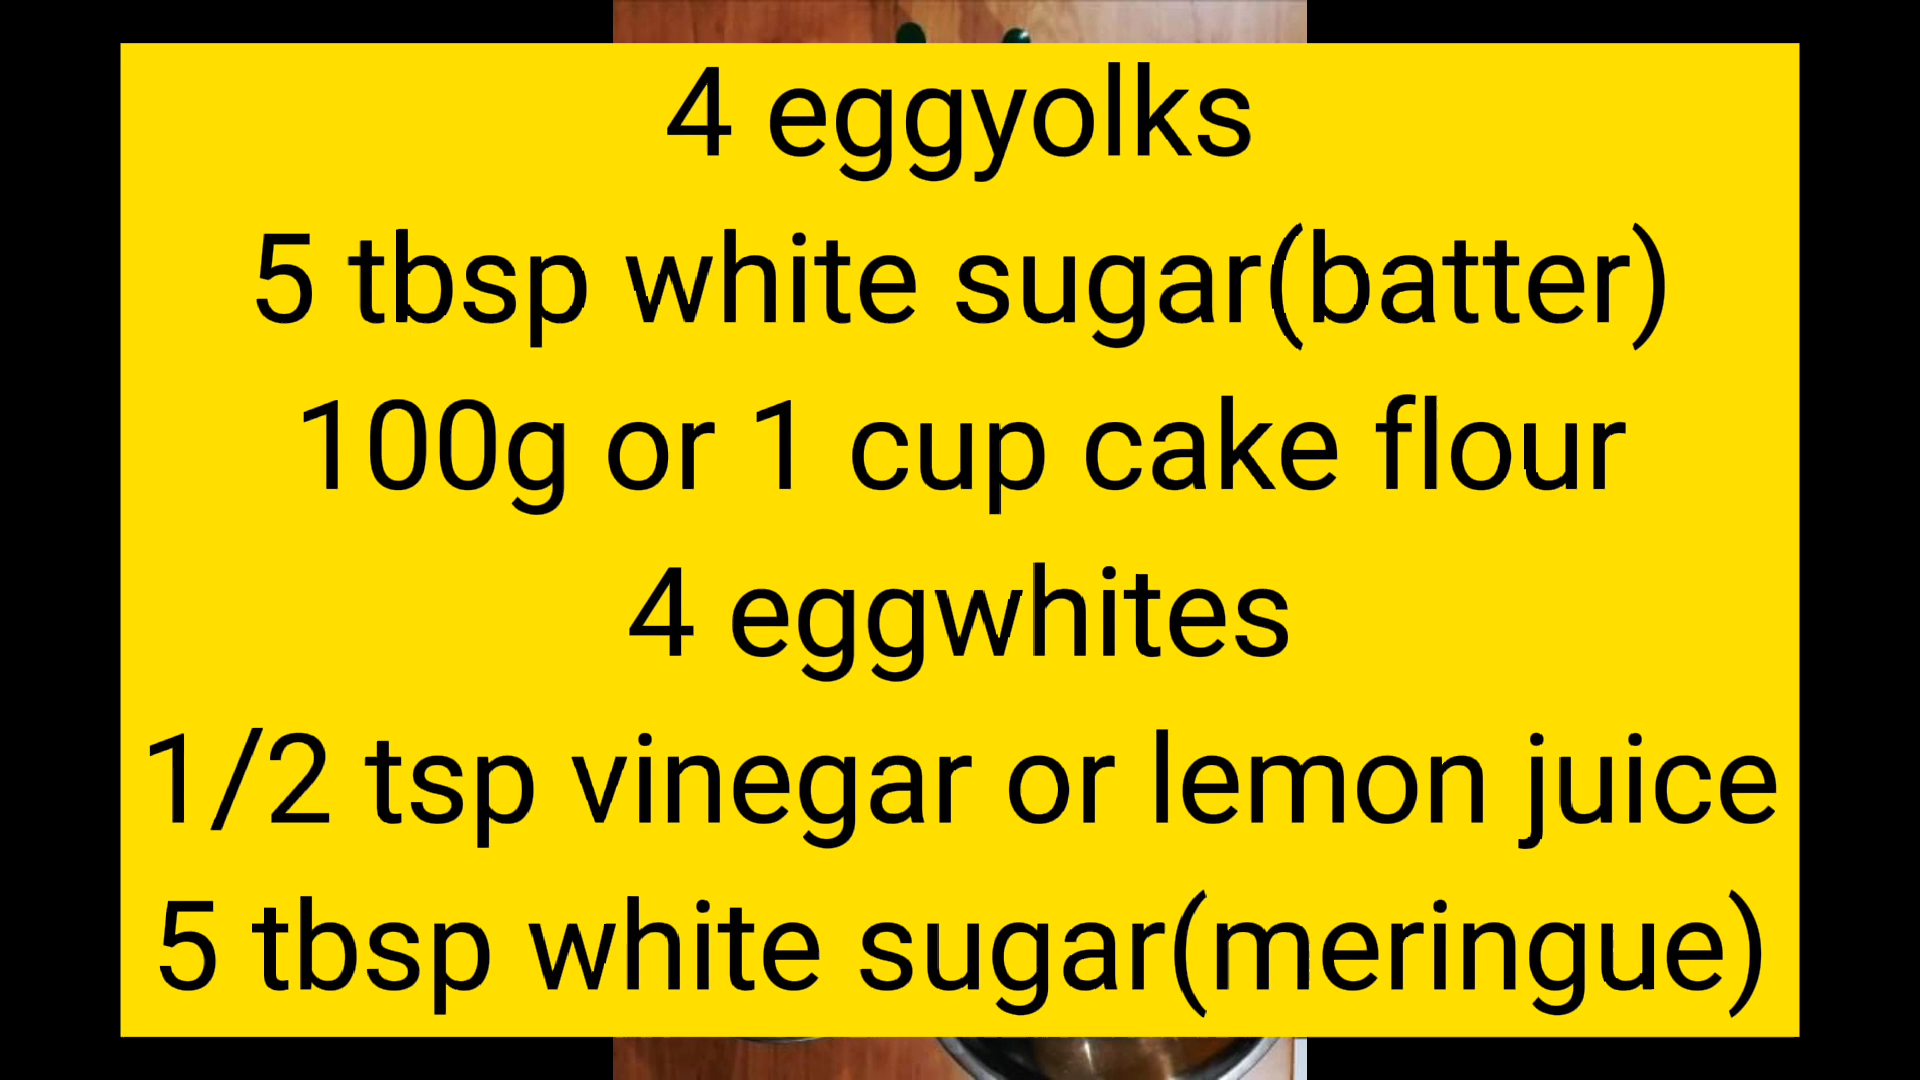 4 eggyolks
5 tbsp white sugar(batter)
100g or 1 cup cake flour
4 eggwhites
1/2 tsp vinegar or lemon juice
5 tbsp white sugar(meringue)